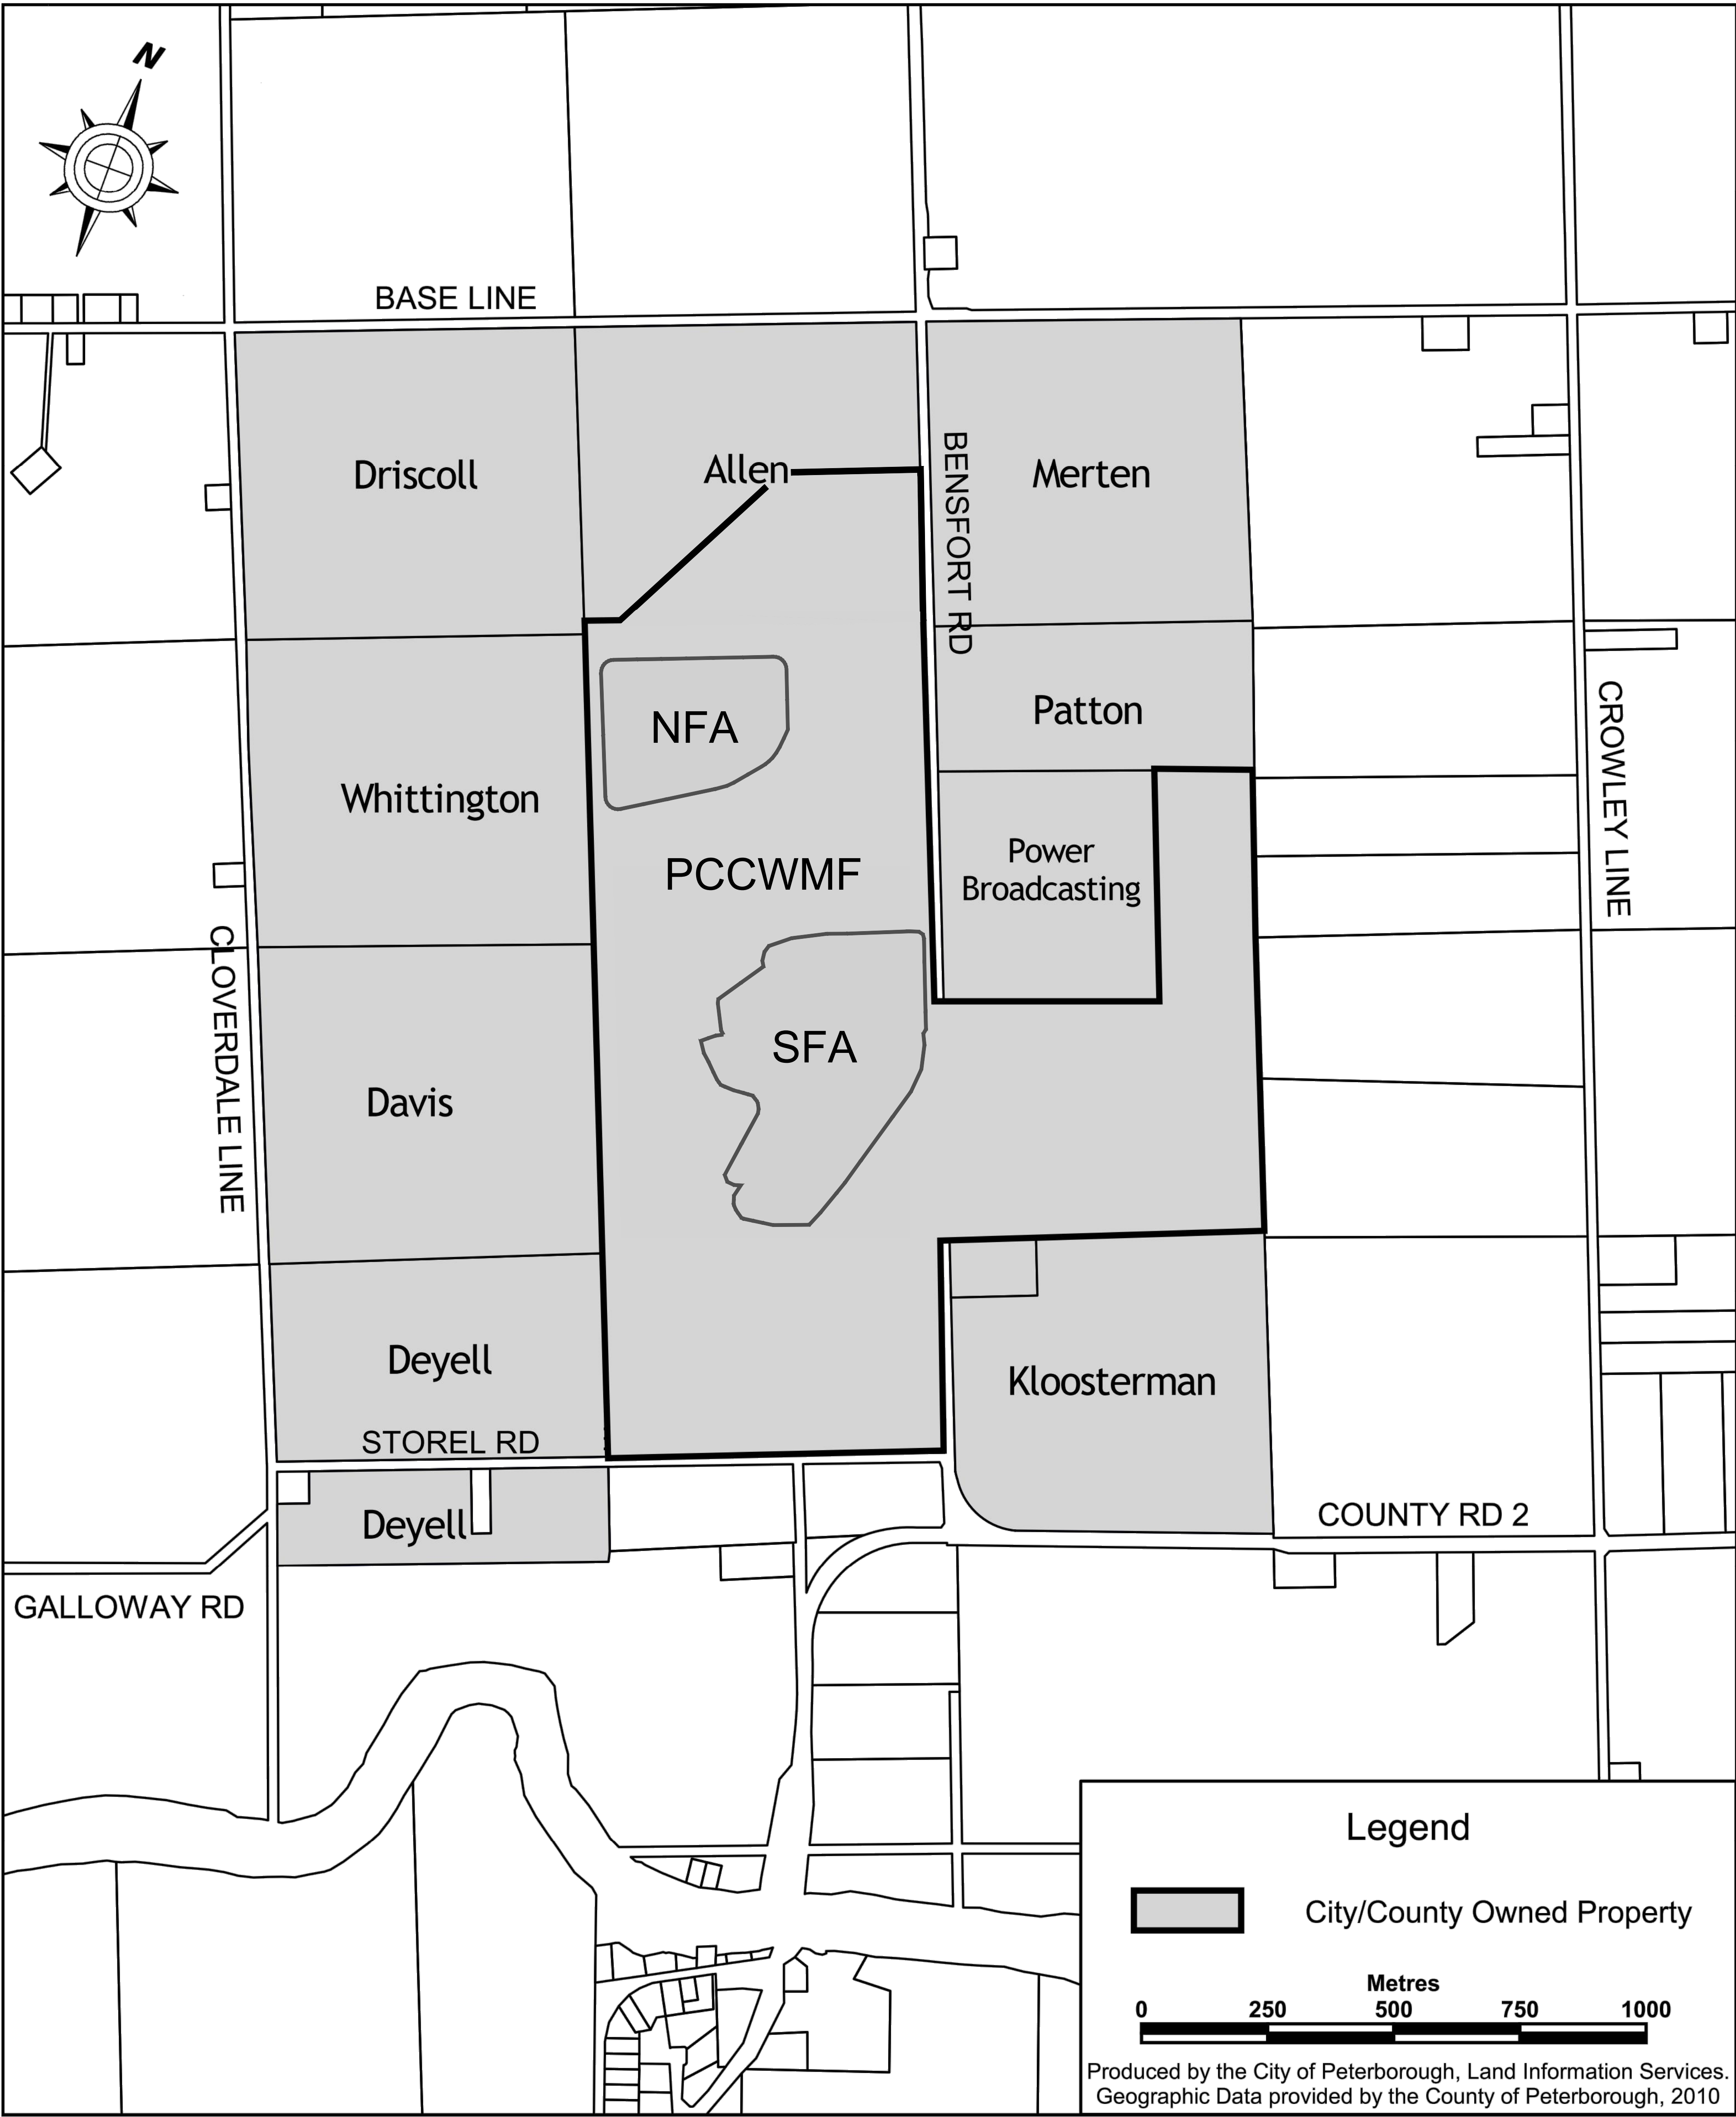 N
BASE LINE
Driscoll
Allen
BENSFORT RD
Merten
NFA
Patton
CROWLEY LINE
Whittington
PCCWMF
Power
Broadcasting
CLOVERDALE LINE
SFA
Davis
Deyell
Kloosterman
STOREL RD
Deyell
COUNTY RD 2
GALLOWAY RD
Legend
City/County Owned Property
Metres
0 250 500 750 1000
Produced by the City of Peterborough, Land Information Services.
Geographic Data provided by the County of Peterborough, 2010